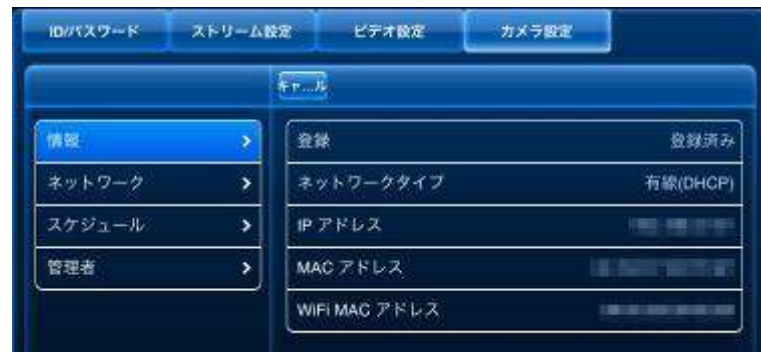 ID/パスワード ストリーム設定 ビデオ設定 カメラ設定
キャ...ル
情報
ネットワーク
スケジュール
管理者
登録 登録済み
ネットワークタイプ 有線(DHCP)
IP アドレス
MAC アドレス
WiFi MAC アドレス